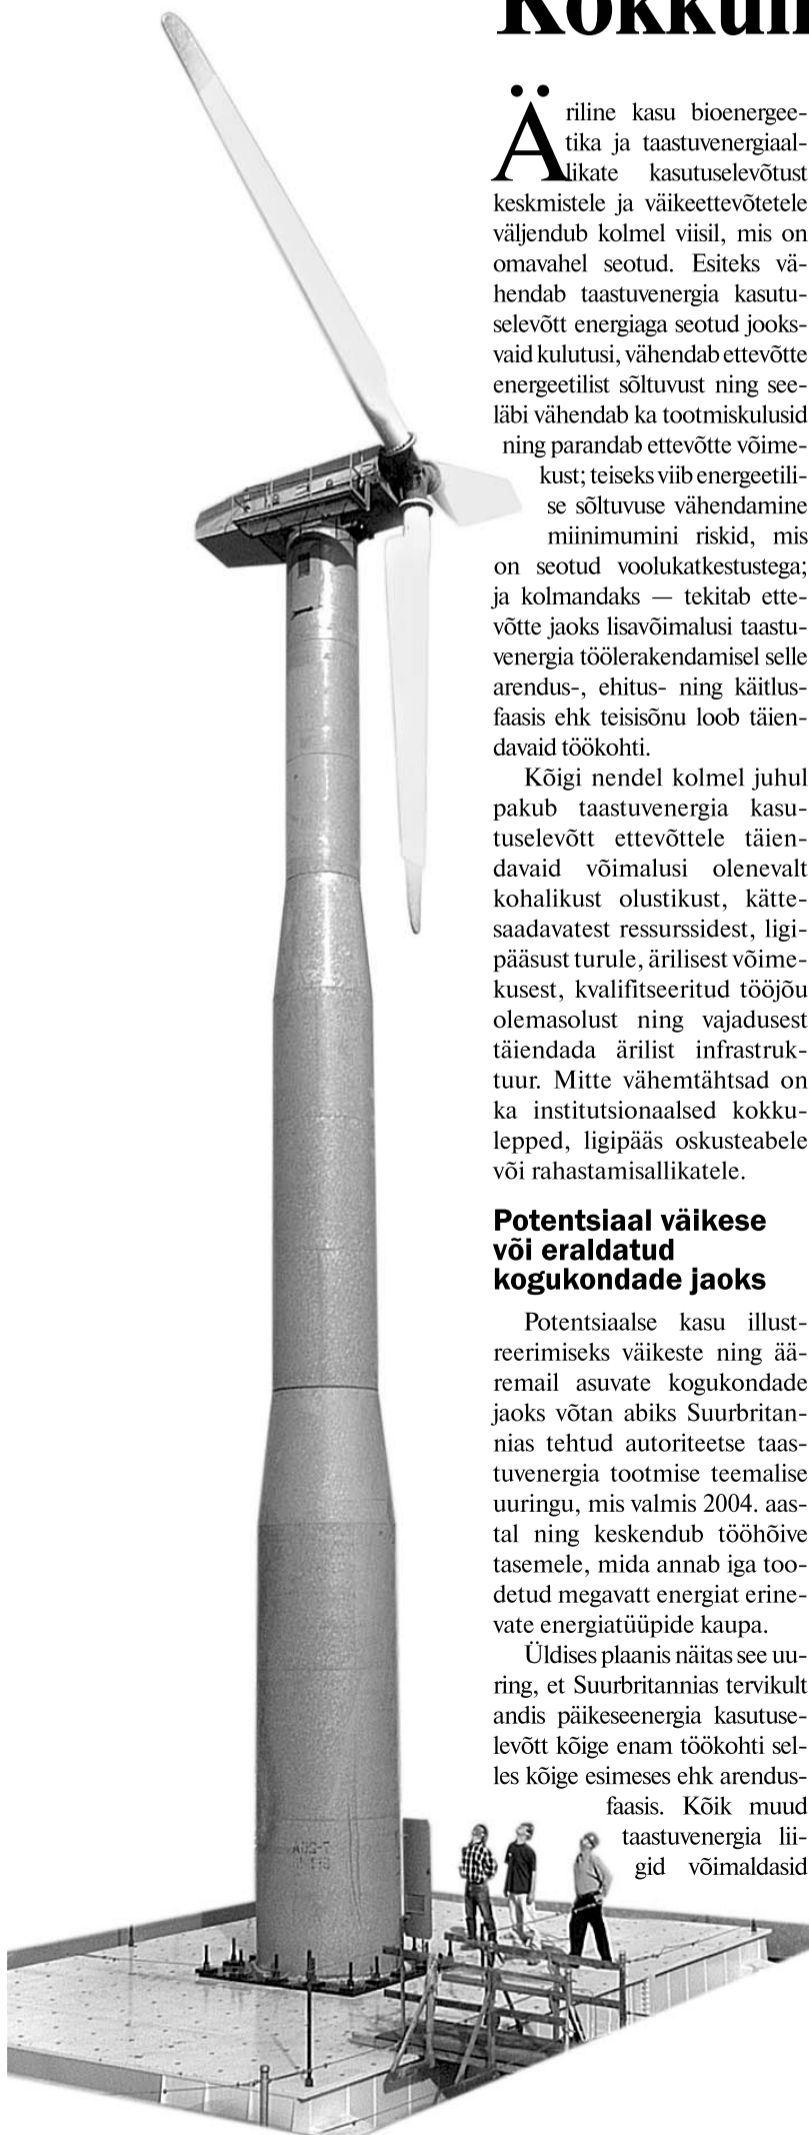 Äriline kasu bioenergee-
tika ja taastuvenergiaal-
likate kasutuselevõtust
keskmistele ja väikeettevõtetele
väljendub kolmel viisil, mis on
omavahel seotud. Esiteks vä-
hendab taastuvenergia kasutu-
selevõtt energiaga seotud jooks-
vaid kulutusi, vähendab ettevõtte
energeetilist sõltuvust ning see-
läbi vähendab ka tootmiskulusid
ning parandab ettevõtte võime-
kust; teiseks viib energeetili-
se sõltuvuse vähendamine
miinimumini riskid, mis
on seotud voolukatkestustega;
ja kolmandaks — tekitab ette-
võtte jaoks lisavõimalusi taastu-
venergia töölerakendamisel selle
arendus-, ehitus- ning käitlus-
faasis ehk teisisõnu loob täien-
davaid töökohti.
Kõigi nendel kolmel juhul
pakub taastuvenergia kasu-
tuselevõtt ettevõttele täien-
davaid võimalusi olenevalt
kohalikust olustikust, kätte-
saadavatest ressurssidest, ligi-
pääsust turule, ärilisest võime-
kusest, kvalifitseeritud tööjõu
olemasolust ning vajadusest
täiendada ärilist infrastruk-
tuur. Mitte vähemtähtsad on
ka institutsionaalsed kokku-
lepped, ligipääs oskusteabele
või rahastamisallikatele.
Potentsiaal väikese
või eraldatud
kogukondade jaoks
Potentsiaalse kasu illust-
reerimiseks väikeste ning ää-
remail asuvate kogukondade
jaoks võtan abiks Suurbritan-
nias tehtud autoriteetse taas-
tuvenergia tootmise teemalise
uuringu, mis valmis 2004. aas-
tal ning keskendub tööhõive
tasemele, mida annab iga too-
detud megavatt energiat erine-
vate energiatüüpide kaupa.
Üldises plaanis näitas see uu-
ring, et Suurbritannias tervikult
andis päikeseenergia kasutuse-
levõtt kõige enam töökohti sel-
les kõige esimeses ehk arendus-
faasis. Kõik muud
taastuvenergia lii-
gid võimaldasid